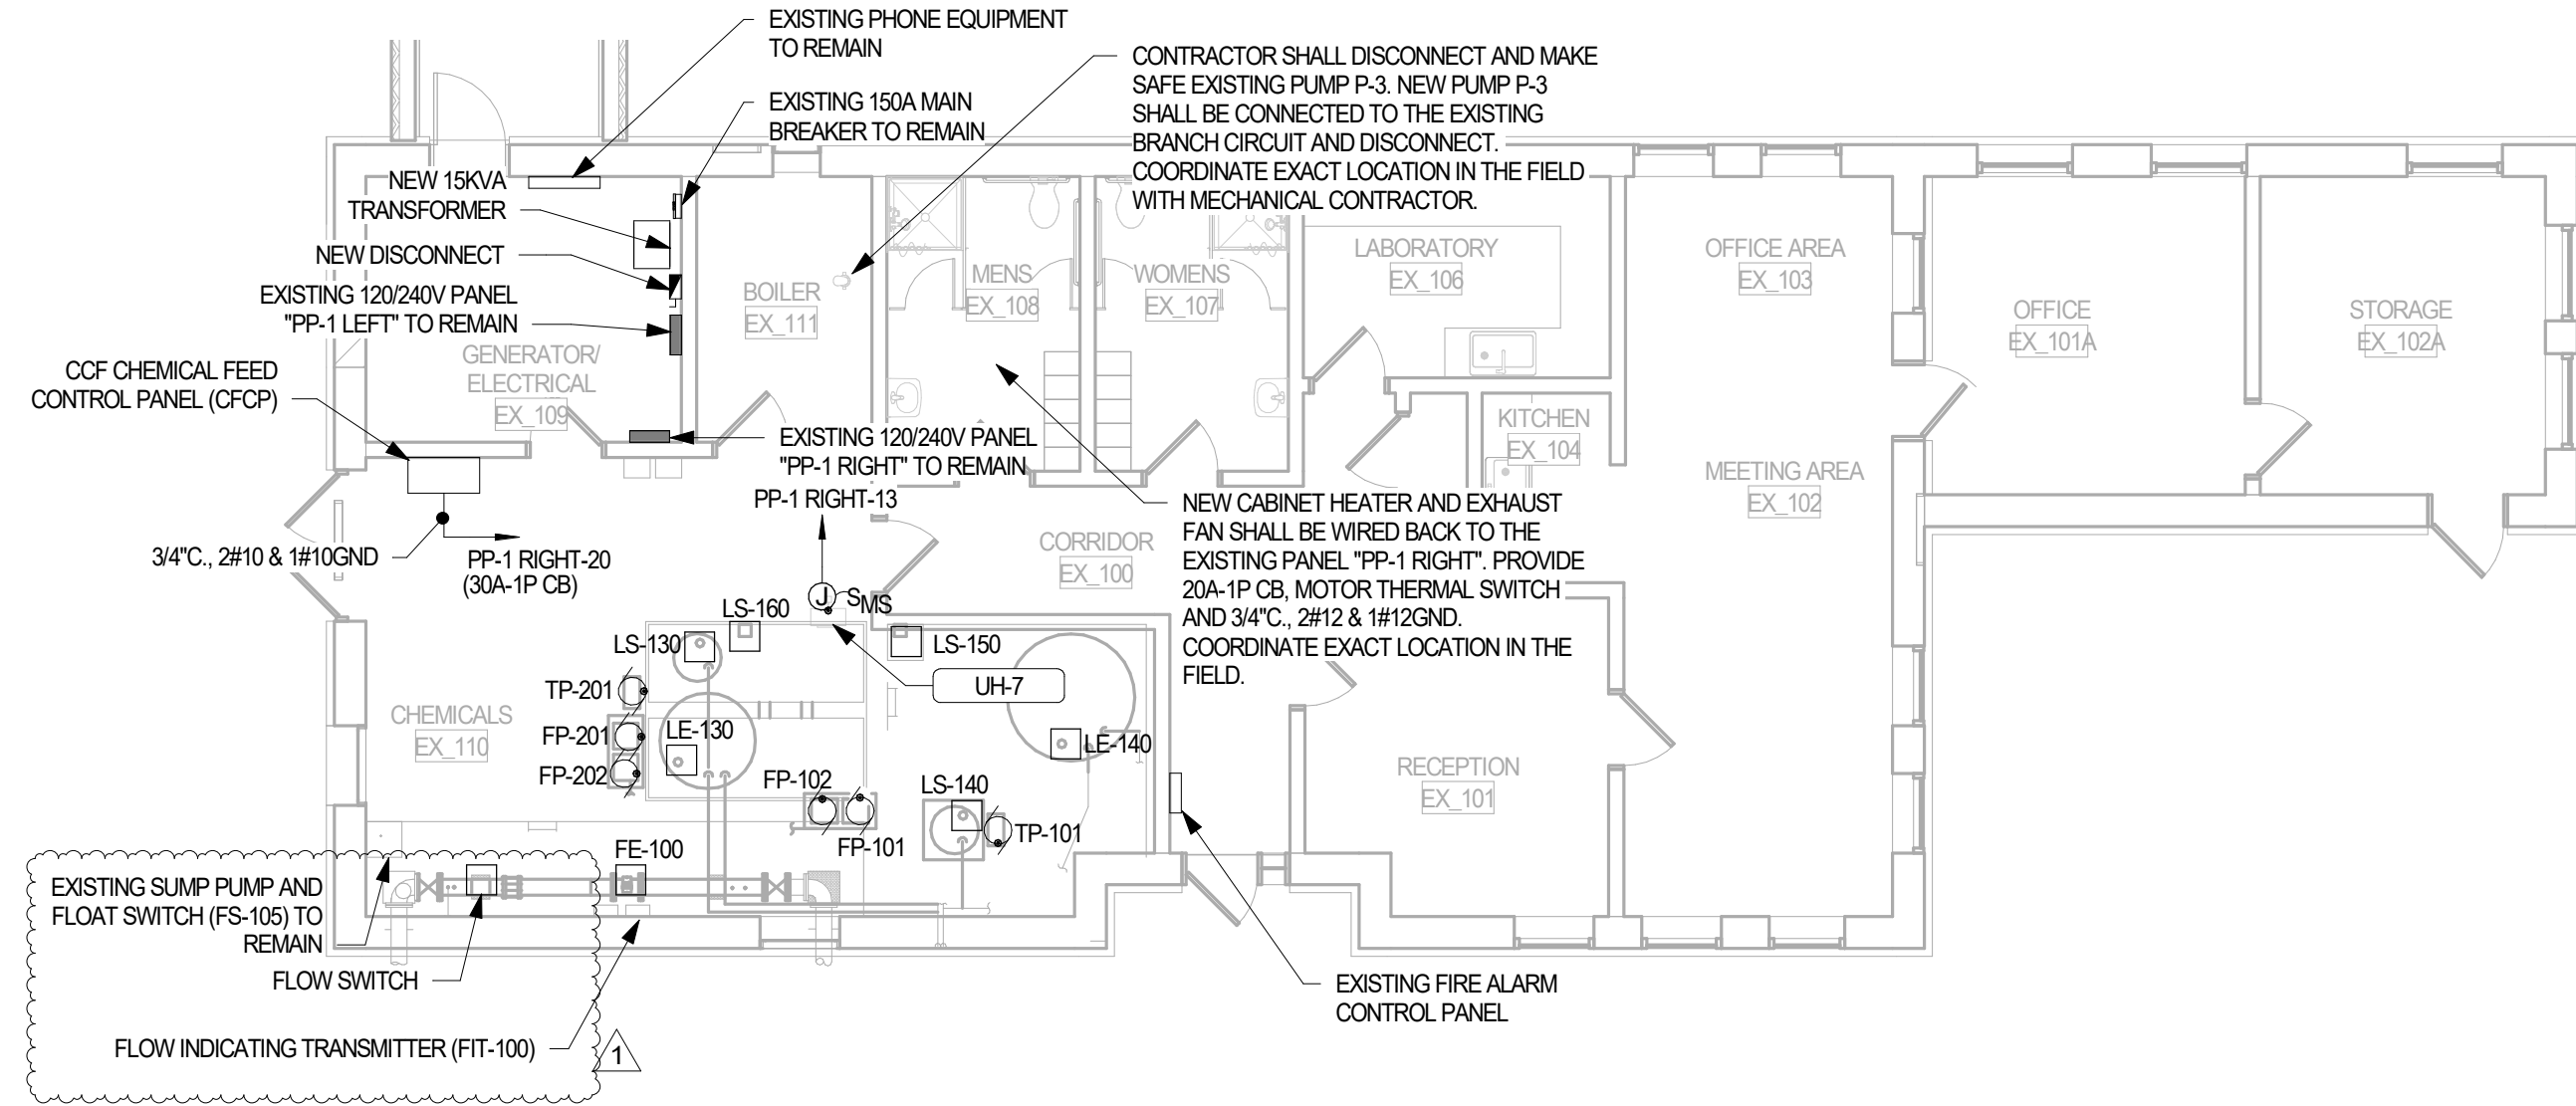 EXISTING PHONE EQUIPMENT
TO REMAIN
EXISTING 150A MAIN
BREAKER TO REMAIN
CONTRACTOR SHALL DISCONNECT AND MAKE
SAFE EXISTING PUMP P-3. NEW PUMP P-3
SHALL BE CONNECTED TO THE EXISTING
BRANCH CIRCUIT AND DISCONNECT.
COORDINATE EXACT LOCATION IN THE FIELD
WITH MECHANICAL CONTRACTOR.
NEW 15KVA
TRANSFORMER
NEW DISCONNECT
EXISTING 120/240V PANEL
"PP-1 LEFT" TO REMAIN
CCF CHEMICAL FEED
CONTROL PANEL (CFCP)
GENERATOR/
ELECTRICAL
EX_109
BOILER
EX_111
MENS
EX_108
WOMENS
EX_107
LABORATORY
EX_106
OFFICE AREA
EX_103
OFFICE
EX_101A
STORAGE
EX_102A
KITCHEN
EX_104
MEETING AREA
EX_102
EXISTING 120/240V PANEL
"PP-1 RIGHT" TO REMAIN
PP-1 RIGHT-13
3/4"C., 2#10 & 1#10GND
PP-1 RIGHT-20
(30A-1P CB)
CORRIDOR
EX_100
NEW CABINET HEATER AND EXHAUST
FAN SHALL BE WIRED BACK TO THE
EXISTING PANEL "PP-1 RIGHT". PROVIDE
20A-1P CB, MOTOR THERMAL SWITCH
AND 3/4"C., 2#12 & 1#12GND.
COORDINATE EXACT LOCATION IN THE
FIELD.
J
SMS
LS-160
LS-130
LS-150
UH-7
TP-201
FP-201
FP-202
LE-130
LE-140
CHEMICALS
EX_110
FP-102
FP-101
LS-140
TP-101
RECEPTION
EX_101
FE-100
EXISTING SUMP PUMP AND
FLOAT SWITCH (FS-105) TO
REMAIN
FLOW SWITCH
FLOW INDICATING TRANSMITTER (FIT-100)
1
EXISTING FIRE ALARM
CONTROL PANEL